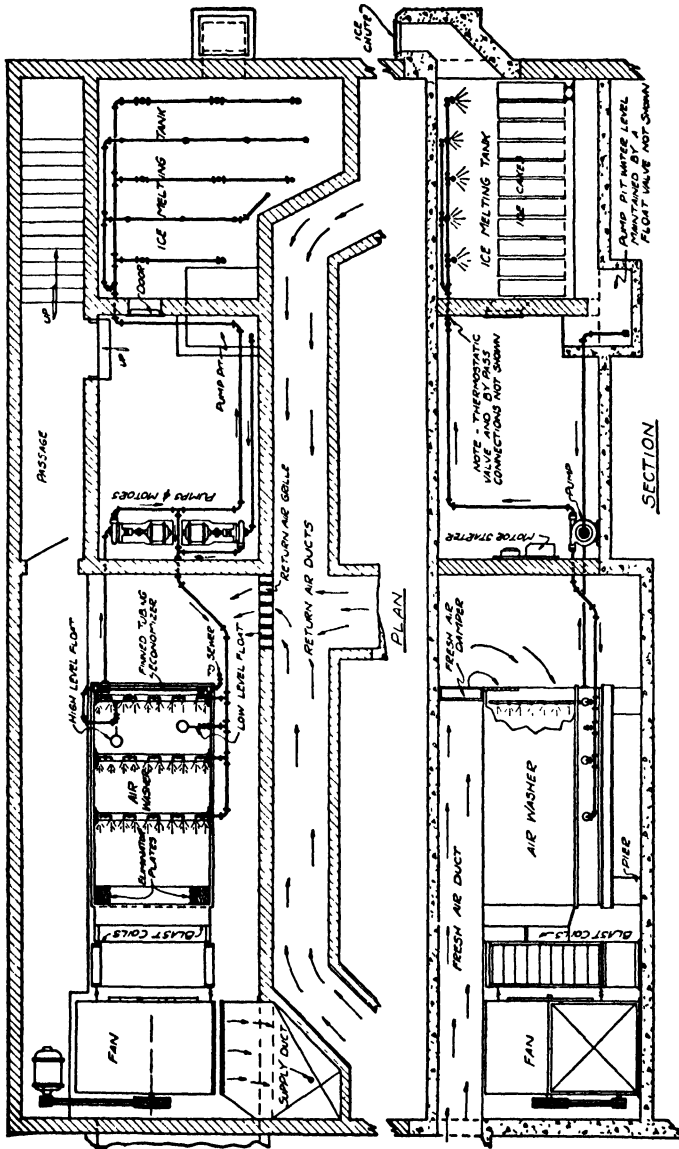 UP
PASSAGE
UP
ICE MELTING TANK
DOOR
PUMP PIT
PUMPS & MOTORS
HIGH LEVEL FLOAT
FINNED TUBING
ECONOMIZER
TO SEWER
LOW LEVEL FLOAT
AIR
WASHER
ELIMINATOR
PLATES
BLAST COILS
FAN
SUPPLY DUCT
RETURN AIR GRILLE
RETURN AIR DUCTS
PLAN
ICE
CHUTE
ICE MELTING TANK
ICE CAKES
PUMP PIT WATER LEVEL
MAINTAINED BY A
FLOAT VALVE NOT SHOWN
NOTE - THERMOSTATIC
VALVE AND BY PASS
CONNECTIONS NOT SHOWN
PUMP
MOTOR STARTER
FRESH AIR
DAMPER
AIR WASHER
FRESH AIR DUCT
PIER
BLAST COILS
FAN
SECTION